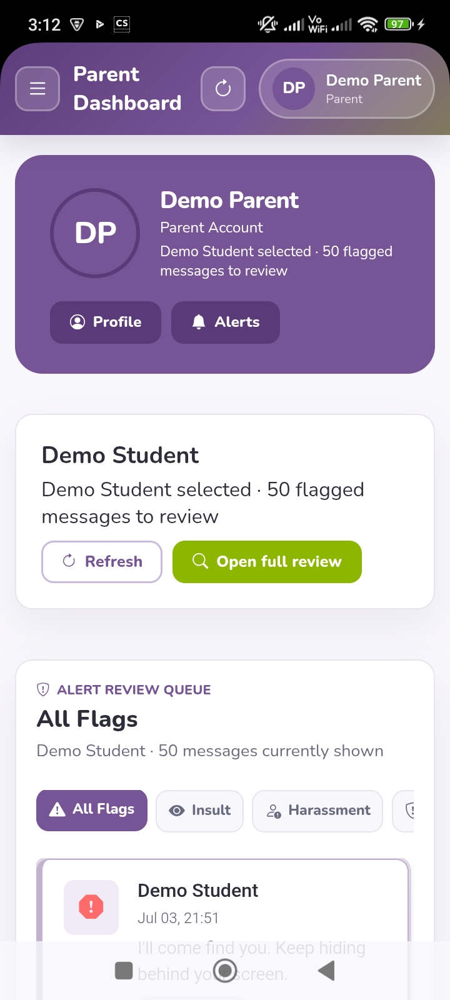 3:12
CS
Vo
WiFi
97
Parent
Dashboard
DP
Demo Parent
Parent
DP
Demo Parent
Parent Account
Demo Student selected · 50 flagged
messages to review
Profile
Alerts
Demo Student
Demo Student selected · 50 flagged
messages to review
Refresh
Open full review
ALERT REVIEW QUEUE
All Flags
Demo Student · 50 messages currently shown
All Flags
Insult
Harassment
Demo Student
Jul 03, 21:51
I'll come find you. Keep hiding
behind your screen.